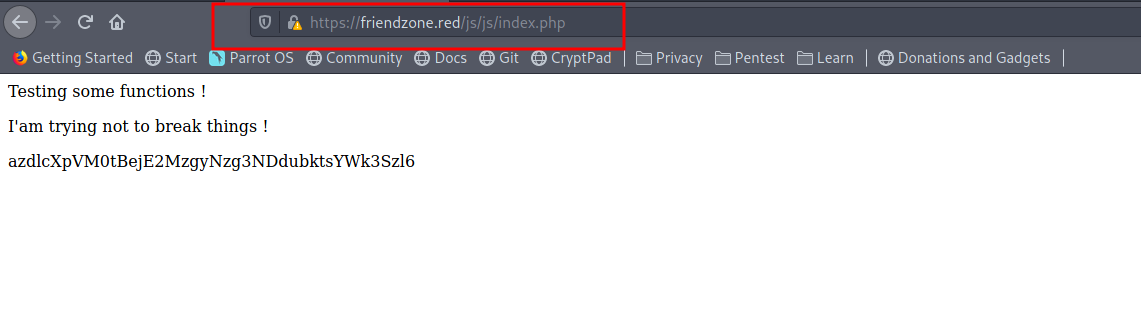 https://friendzone.red/js/js/index.php
Getting Started Start Parrot OS Community Docs Git CryptPad Privacy Pentest Learn Donations and Gadgets
Testing some functions !
I'am trying not to break things !
azdlcXpVM0tBejE2MzgyNzg3NDdubktsYWk3Szl6